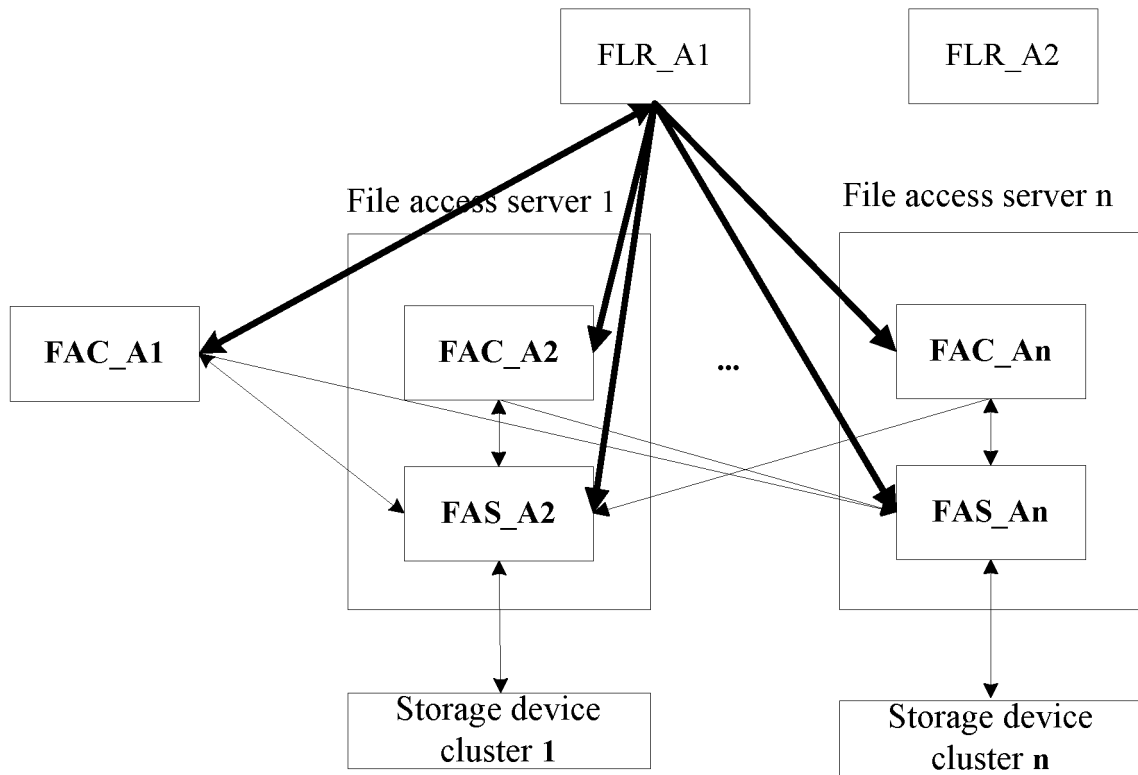 FLR_A1
FLR_A2
File access server 1
File access server n
FAC_A1
FAC_A2
...
FAC_An
FAS_A2
FAS_An
Storage device
cluster 1
Storage device
cluster n